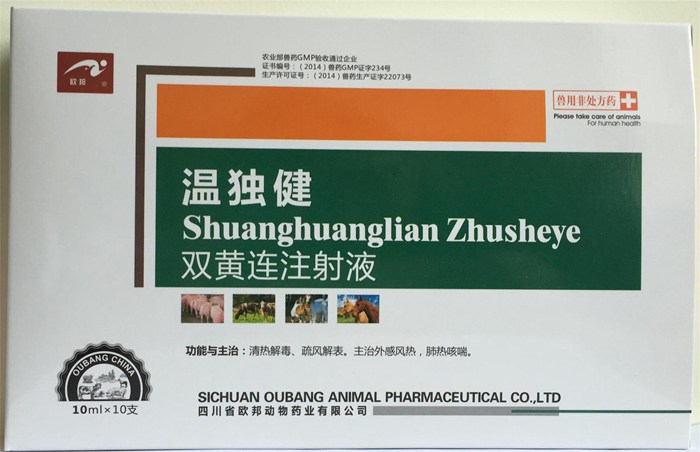 农业部兽药GMP验收通过企业
证书编号：（2014）兽药GMP证字234号
生产许可证号：（2014）兽药生产证字22073号
欧邦
®
兽用非处方药
Please take care of animals
For human health
温独健
Shuanghuanglian Zhusheye
双黄连注射液
功能与主治：清热解毒、疏风解表。主治外感风热，肺热咳喘。
OUBANG CHINA
10ml×10支
SICHUAN OUBANG ANIMAL PHARMACEUTICAL CO.,LTD
四川省欧邦动物药业有限公司